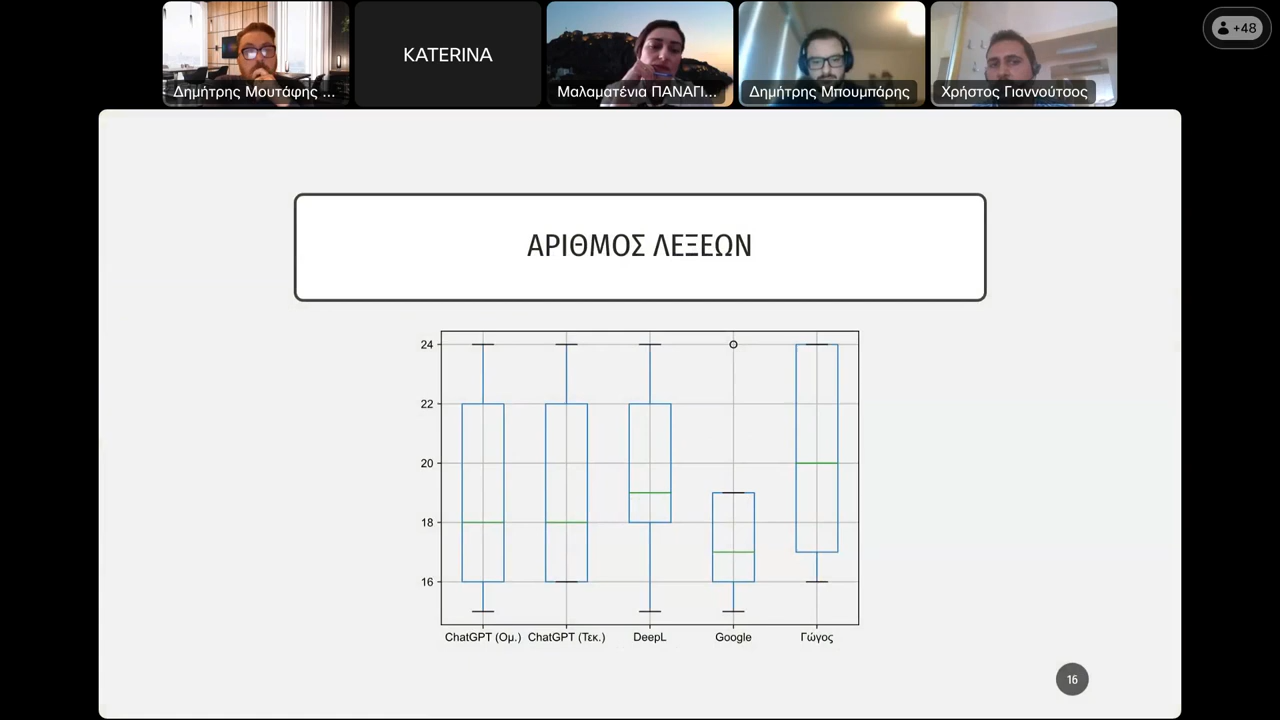 Δημήτρης Μουτάφης ...
KATERINA
Μαλαματένια ΠΑΝΑΓΙ...
Δημήτρης Μπουμπάρης
Χρήστος Γιαννούτσος
+48
ΑΡΙΘΜΟΣ ΛΕΞΕΩΝ
24
22
20
18
16
ChatGPT (Ομ.) ChatGPT (Τεκ.) DeepL Google Γώγος
16